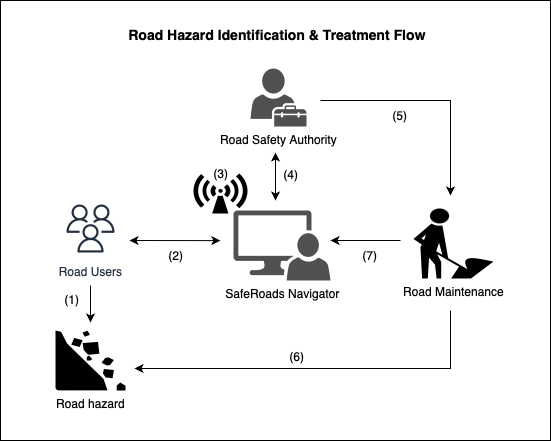 Road Hazard Identification & Treatment Flow
Road Safety Authority
(5)
(3)
(4)
Road Users
(2)
SafeRoads Navigator
(7)
Road Maintenance
(1)
(6)
Road hazard